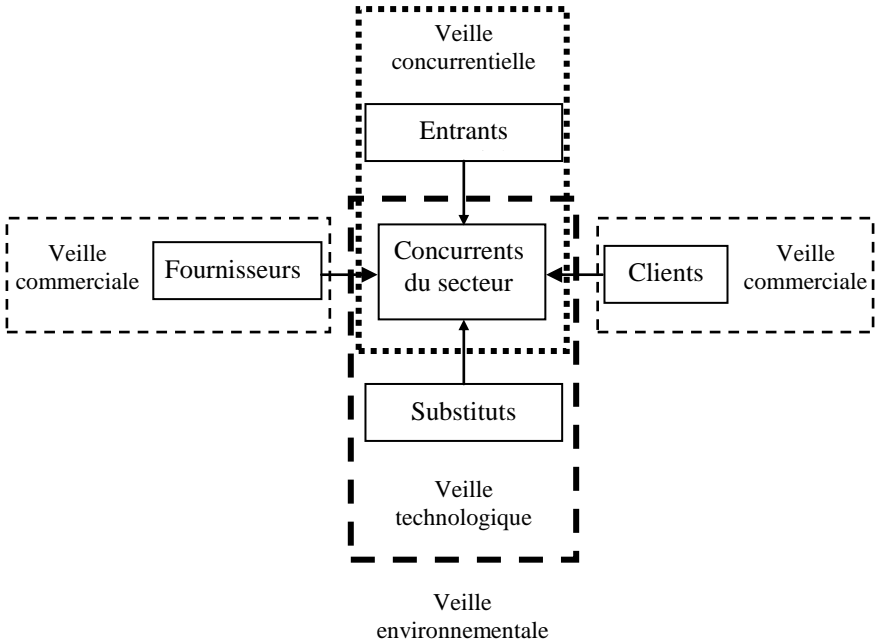 Veille
concurrentielle
Entrants
Veille
commerciale
Fournisseurs
Concurrents
du secteur
Clients
Veille
commerciale
Substituts
Veille
technologique
Veille
environnementale